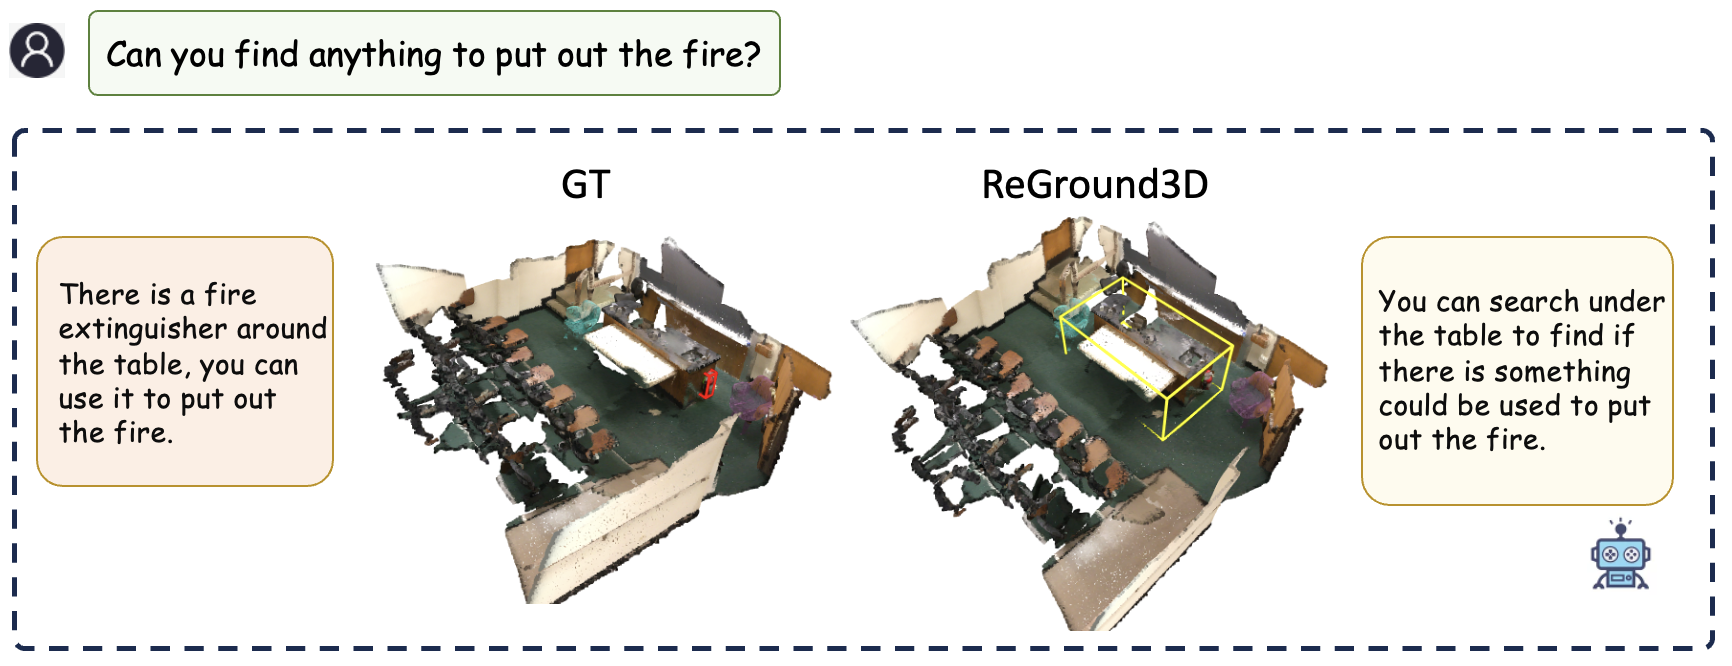 Can you find anything to put out the fire?
GT
ReGround3D
There is a fire
extinguisher around
the table, you can
use it to put out
the fire.
You can search under
the table to find if
there is something
could be used to put
out the fire.